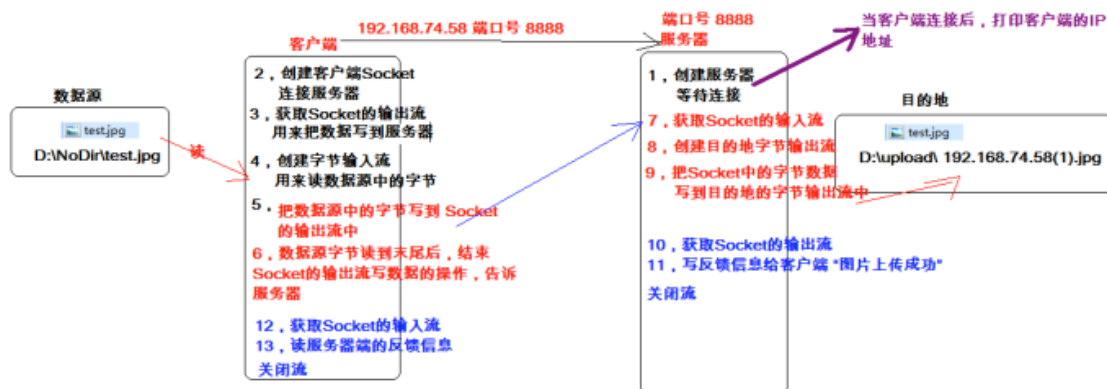 192.168.74.58 端口号 8888
客户端
端口号 8888
服务器
当客户端连接后，打印客户端的IP
地址
数据源
test.jpg
D:\NoDir\test.jpg
读
2，创建客户端Socket
连接服务器
3，获取Socket的输出流
用来把数据写到服务器
4，创建字节输入流
用来读数据源中的字节
5，
把数据源中的字节写到 Socket
的输出流中
6，数据源字节读到末尾后，结束
Socket的输出流写数据的操作，告诉
服务器
12，获取Socket的输入流
13，读服务器端的反馈信息
关闭流
1，创建服务器
等待连接
7，获取Socket的输入流
8，创建目的地字节输出流
9，把Socket中的字节数据
写到目的地的字节输出流中
10，获取Socket的输出流
11，写反馈信息给客户端 “图片上传成功”
关闭流
目的地
test.jpg
D:\upload\ 192.168.74.58(1).jpg